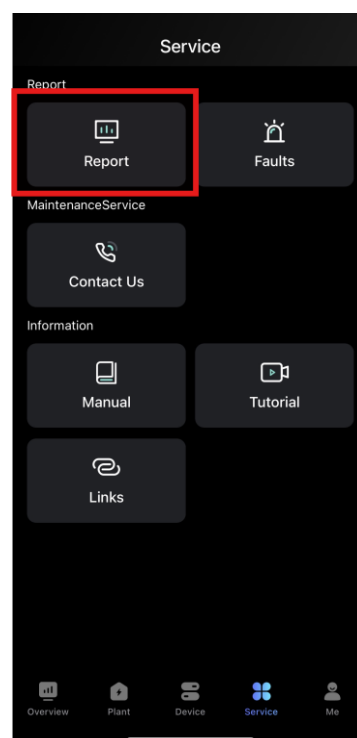 Service
Report
Report
Faults
MaintenanceService
Contact Us
Information
Manual
Tutorial
Links
Overview
Plant
Device
Service
Me